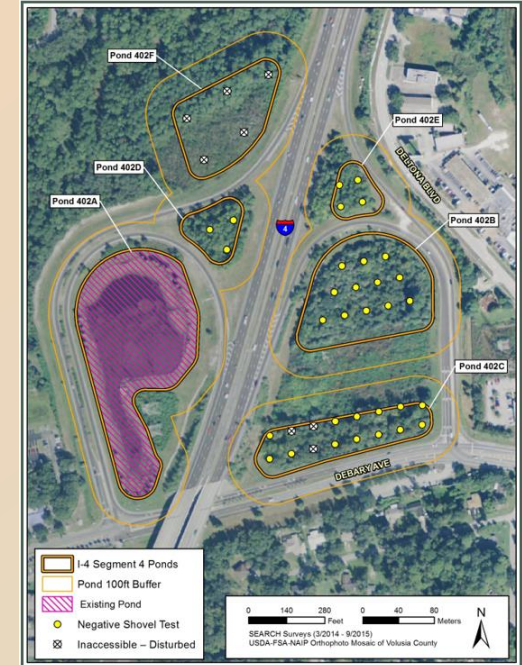 Pond 402F
Pond 402E
DELTONA BLVD
Pond 402D
Pond 402A
Pond 402B
4
Pond 402C
DEBARY AVE
I-4 Segment 4 Ponds
Pond 100ft Buffer
Existing Pond
Negative Shovel Test
Inaccessible – Disturbed
0 140 280
Feet
0 40 80
Meters
N
SEARCH Surveys (3/2014 - 9/2015)
USDA-FSA-NAIP Orthophoto Mosaic of Volusia County